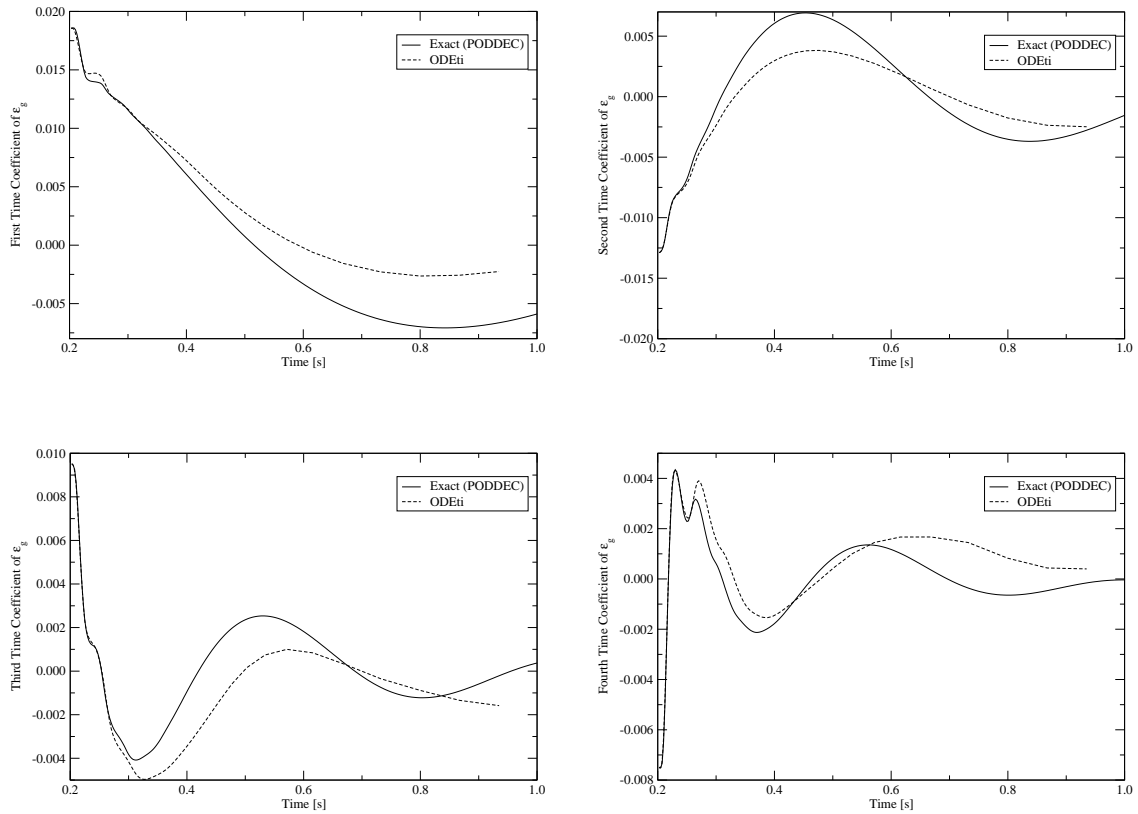 0.020
0.015
0.010
0.005
0.000
-0.005
First Time Coefficient of ε_g
Exact (PODDEC)
ODEti
0.2 0.4 0.6 0.8 1.0
Time [s]
0.005
0.000
-0.005
-0.010
-0.015
-0.020
Second Time Coefficient of ε_g
Exact (PODDEC)
ODEti
0.2 0.4 0.6 0.8 1.0
Time [s]
0.010
0.008
0.006
0.004
0.002
0.000
-0.002
-0.004
Third Time Coefficient of ε_g
Exact (PODDEC)
ODEti
0.2 0.4 0.6 0.8 1.0
Time [s]
0.004
0.002
0.000
-0.002
-0.004
-0.006
-0.008
Fourth Time Coefficient of ε_g
Exact (PODDEC)
ODEti
0.2 0.4 0.6 0.8 1.0
Time [s]